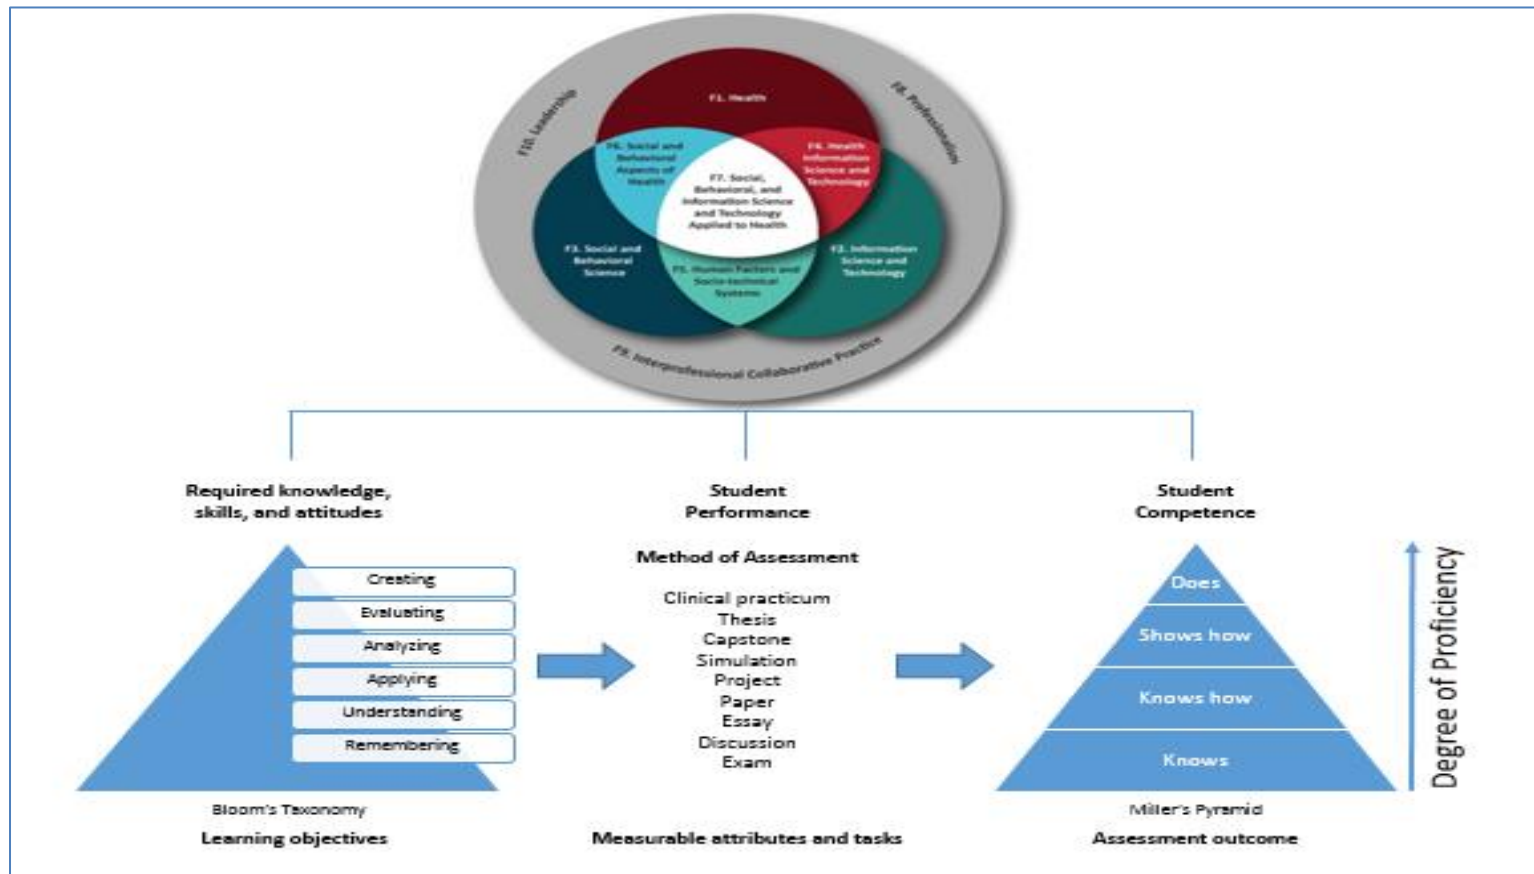 F10. Leadership
F8. Professionalism
F1. Health
F6. Social and
Behavioral
Aspects of
Health
F4. Health
Information
Science and
Technology
F7. Social,
Behavioral, and
Information Science
and Technology
Applied to Health
F3. Social and
Behavioral
Science
F2. Information
Science and
Technology
F5. Human Factors and
Socio-technical
Systems
F9. Interprofessional Collaborative Practice
Required knowledge,
skills, and attitudes
Creating
Evaluating
Analyzing
Applying
Understanding
Remembering
Bloom's Taxonomy
Learning objectives
Student
Performance
Method of Assessment
Clinical practicum
Thesis
Capstone
Simulation
Project
Paper
Essay
Discussion
Exam
Measurable attributes and tasks
Student
Competence
Does
Shows how
Knows how
Knows
Miller's Pyramid
Assessment outcome
Degree of Proficiency